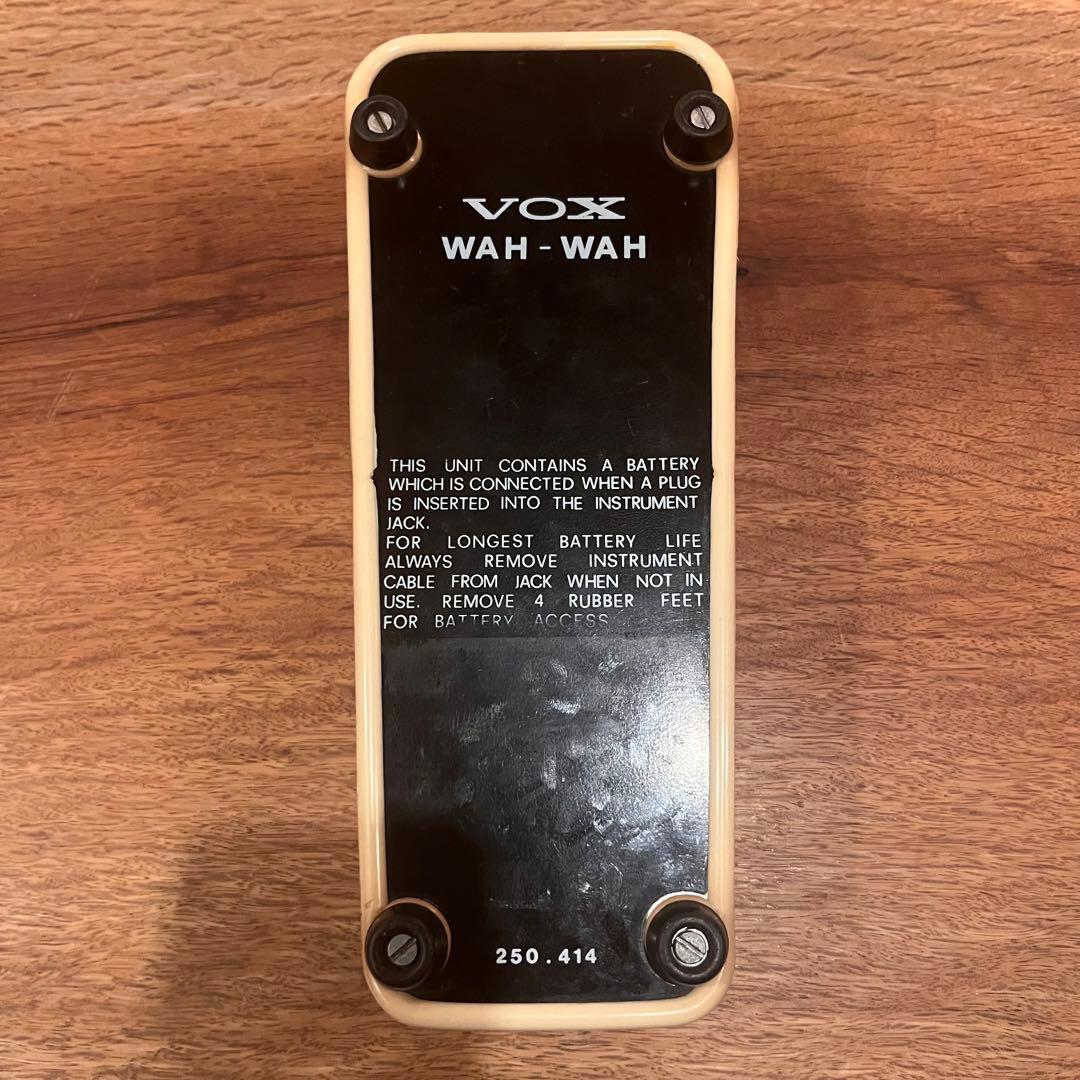 VOX
WAH - WAH
THIS UNIT CONTAINS A BATTERY
WHICH IS CONNECTED WHEN A PLUG
IS INSERTED INTO THE INSTRUMENT
JACK.
FOR LONGEST BATTERY LIFE
ALWAYS REMOVE INSTRUMENT
CABLE FROM JACK WHEN NOT IN
USE. REMOVE 4 RUBBER FEET
FOR BATTERY ACCESS
250.414